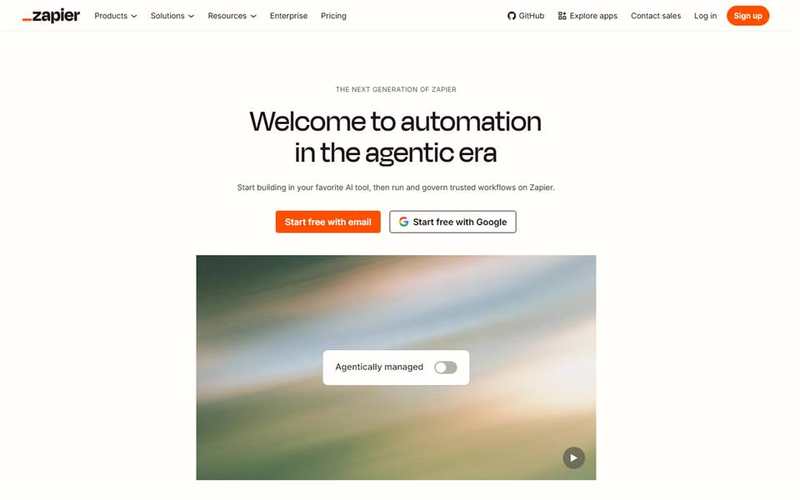 zapier
Products
Solutions
Resources
Enterprise
Pricing
GitHub
Explore apps
Contact sales
Log in
Sign up
THE NEXT GENERATION OF ZAPIER
Welcome to automation
in the agentic era
Start building in your favorite AI tool, then run and govern trusted workflows on Zapier.
Start free with email
Start free with Google
Agentically managed